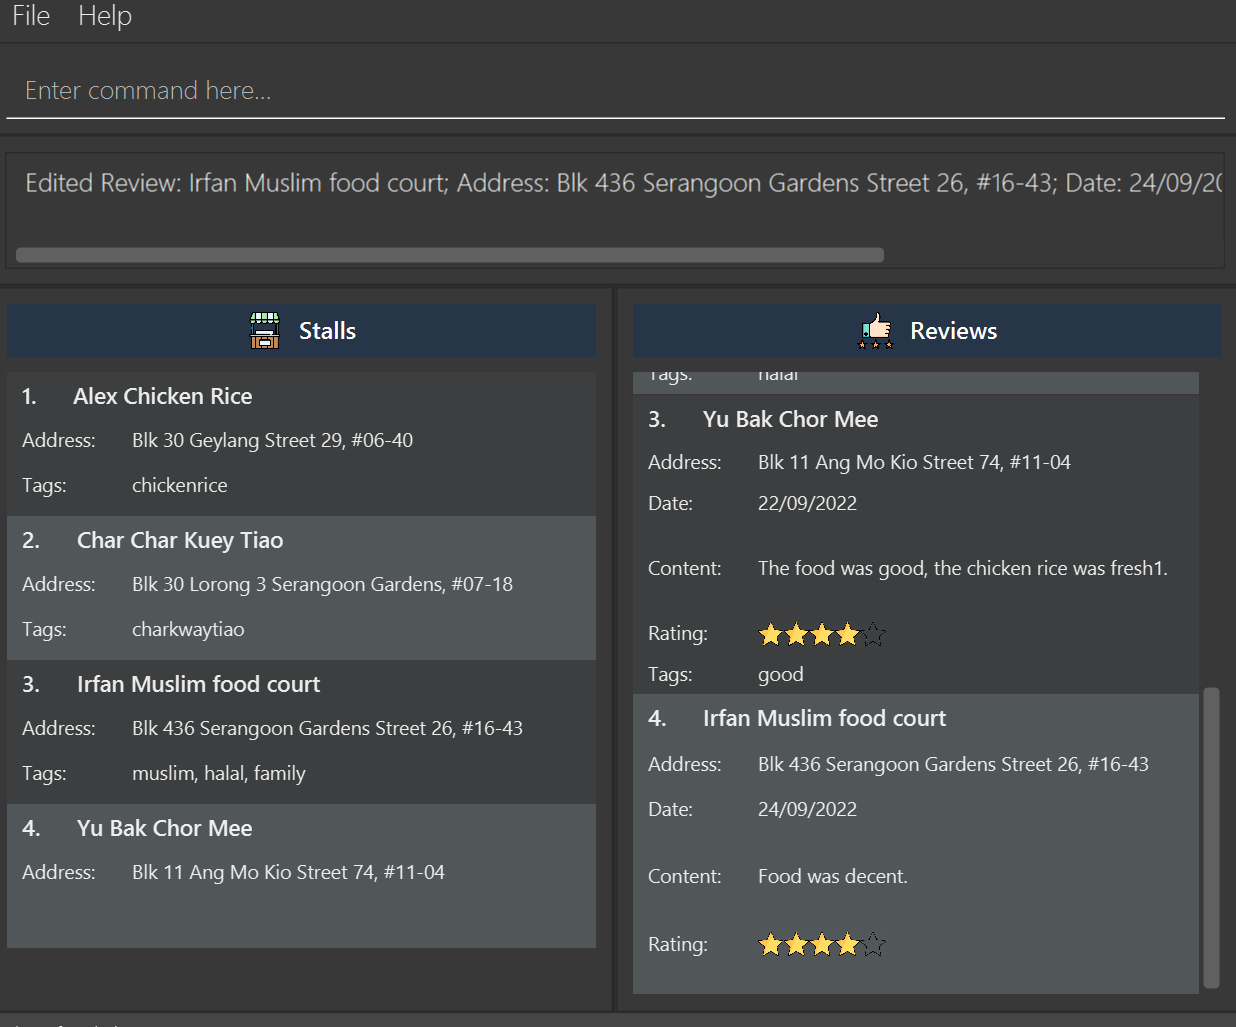 File Help
Enter command here...
Edited Review: Irfan Muslim food court; Address: Blk 436 Serangoon Gardens Street 26, #16-43; Date: 24/09/20
Stalls
1. Alex Chicken Rice
Address: Blk 30 Geylang Street 29, #06-40
Tags: chickenrice
2. Char Char Kuey Tiao
Address: Blk 30 Lorong 3 Serangoon Gardens, #07-18
Tags: charkwaytiao
3. Irfan Muslim food court
Address: Blk 436 Serangoon Gardens Street 26, #16-43
Tags: muslim, halal, family
4. Yu Bak Chor Mee
Address: Blk 11 Ang Mo Kio Street 74, #11-04
Reviews
Tags: halal
3. Yu Bak Chor Mee
Address: Blk 11 Ang Mo Kio Street 74, #11-04
Date: 22/09/2022
Content: The food was good, the chicken rice was fresh1.
Rating:
Tags: good
4. Irfan Muslim food court
Address: Blk 436 Serangoon Gardens Street 26, #16-43
Date: 24/09/2022
Content: Food was decent.
Rating: